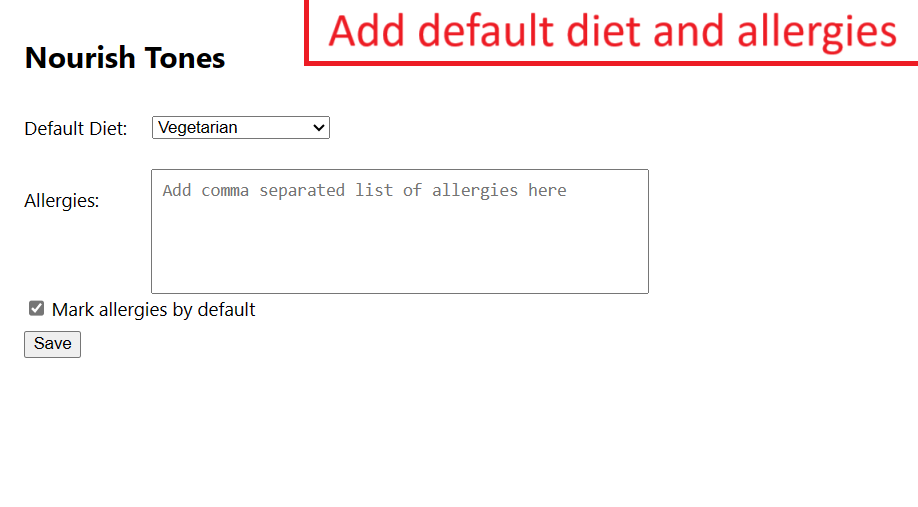 Add default diet and allergies
Nourish Tones
Default Diet: Vegetarian
Allergies: Add comma separated list of allergies here
Mark allergies by default
Save